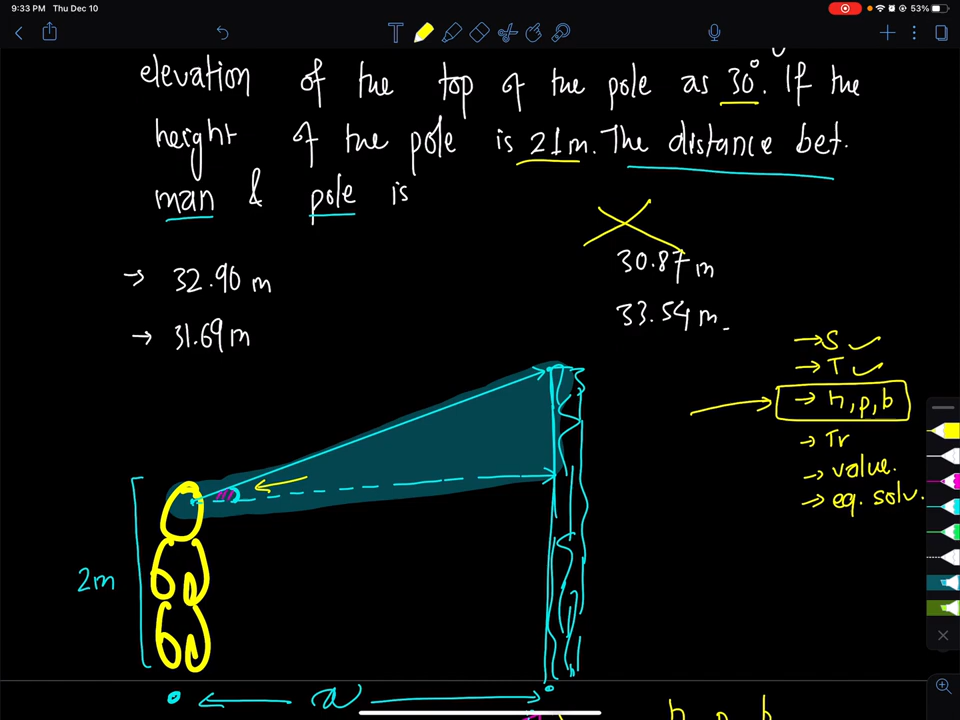 9:33 PM Thu Dec 10
53%
T
elevation of the top of the pole as 30°. If the
height of the pole is 21m. The distance bet.
man & pole is
→ 32.90 m
30.87 m
→ 31.69 m
33.54 m.
→ S ✓
→ T ✓
→ h, p, b
→ Tr
→ value.
→ eq. solv.
2m
x
h p b